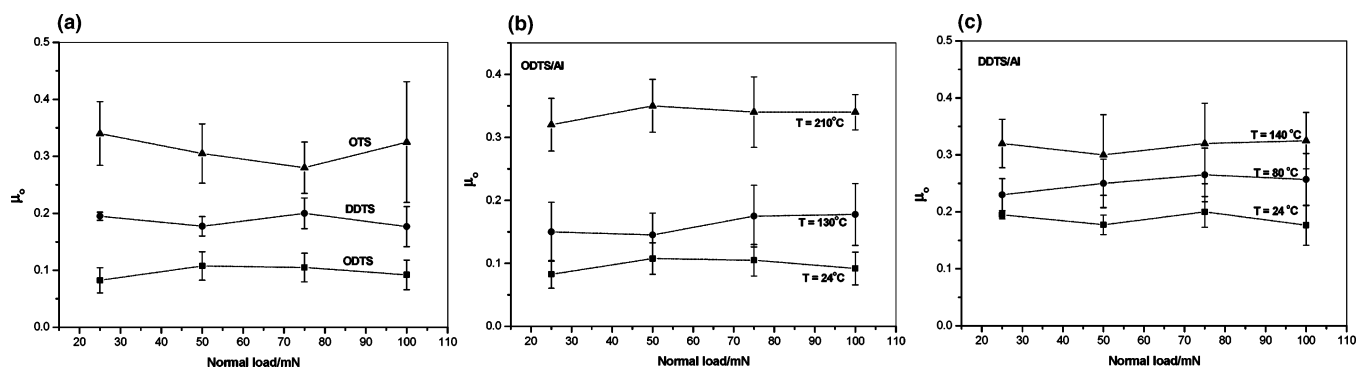 (a)
0.5
0.4
0.3
0.2
0.1
0.0
μo
OTS
DDTS
ODTS
20 30 40 50 60 70 80 90 100 110
Normal load/mN
(b)
ODTS/Al
0.4
0.3
0.2
0.1
0.0
μo
T = 210°C
T = 130°C
T = 24°C
20 30 40 50 60 70 80 90 100 110
Normal load/mN
(c)
DDTS/Al
0.5
0.4
0.3
0.2
0.1
0.0
μo
T = 140 °C
T = 80 °C
T = 24 °C
20 30 40 50 60 70 80 90 100 110
Normal load/mN